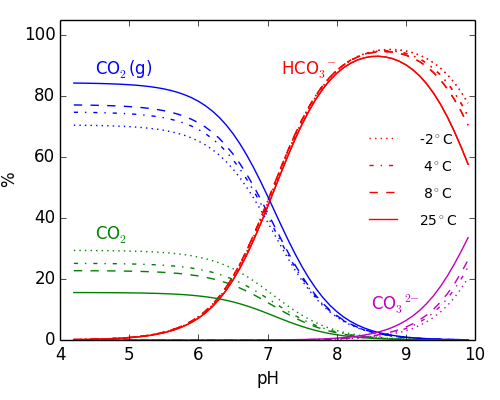 100
80
60
40
20
0
%
CO₂ (g)
HCO₃⁻
-2°C
4°C
8°C
25°C
CO₂
CO₃²⁻
4 5 6 7 8 9 10
pH